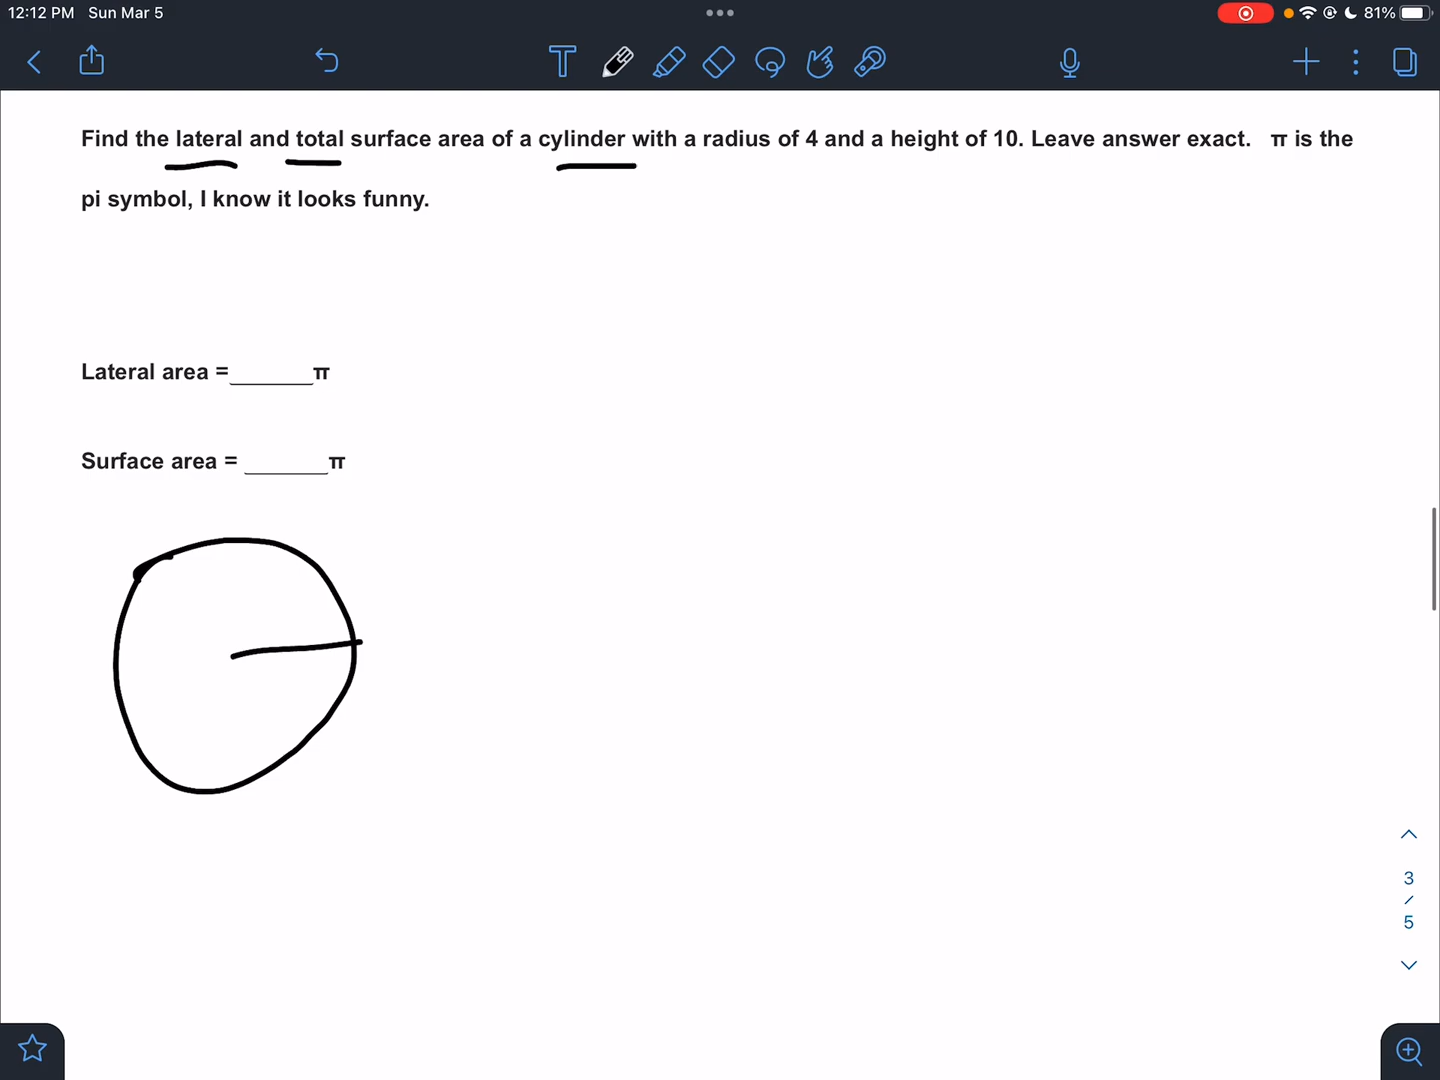 12:12 PM Sun Mar 5 81%
T
Find the lateral and total surface area of a cylinder with a radius of 4 and a height of 10. Leave answer exact. π is the
pi symbol, I know it looks funny.
Lateral area =______π
Surface area = ______π
3
/
5